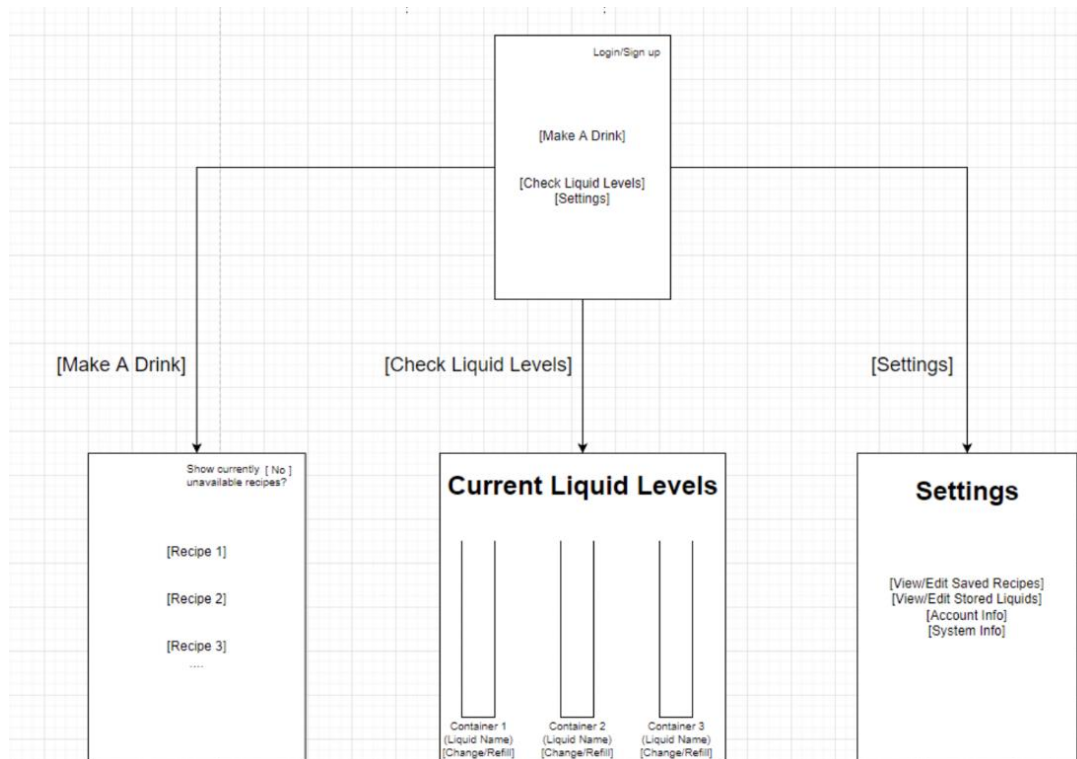 Login/Sign up
[Make A Drink]
[Check Liquid Levels]
[Settings]
[Make A Drink]
[Check Liquid Levels]
[Settings]
Show currently [ No ]
unavailable recipes?
[Recipe 1]
[Recipe 2]
[Recipe 3]
....
Current Liquid Levels
Container 1
(Liquid Name)
[Change/Refill]
Container 2
(Liquid Name)
[Change/Refill]
Container 3
(Liquid Name)
[Change/Refill]
Settings
[View/Edit Saved Recipes]
[View/Edit Stored Liquids]
[Account Info]
[System Info]